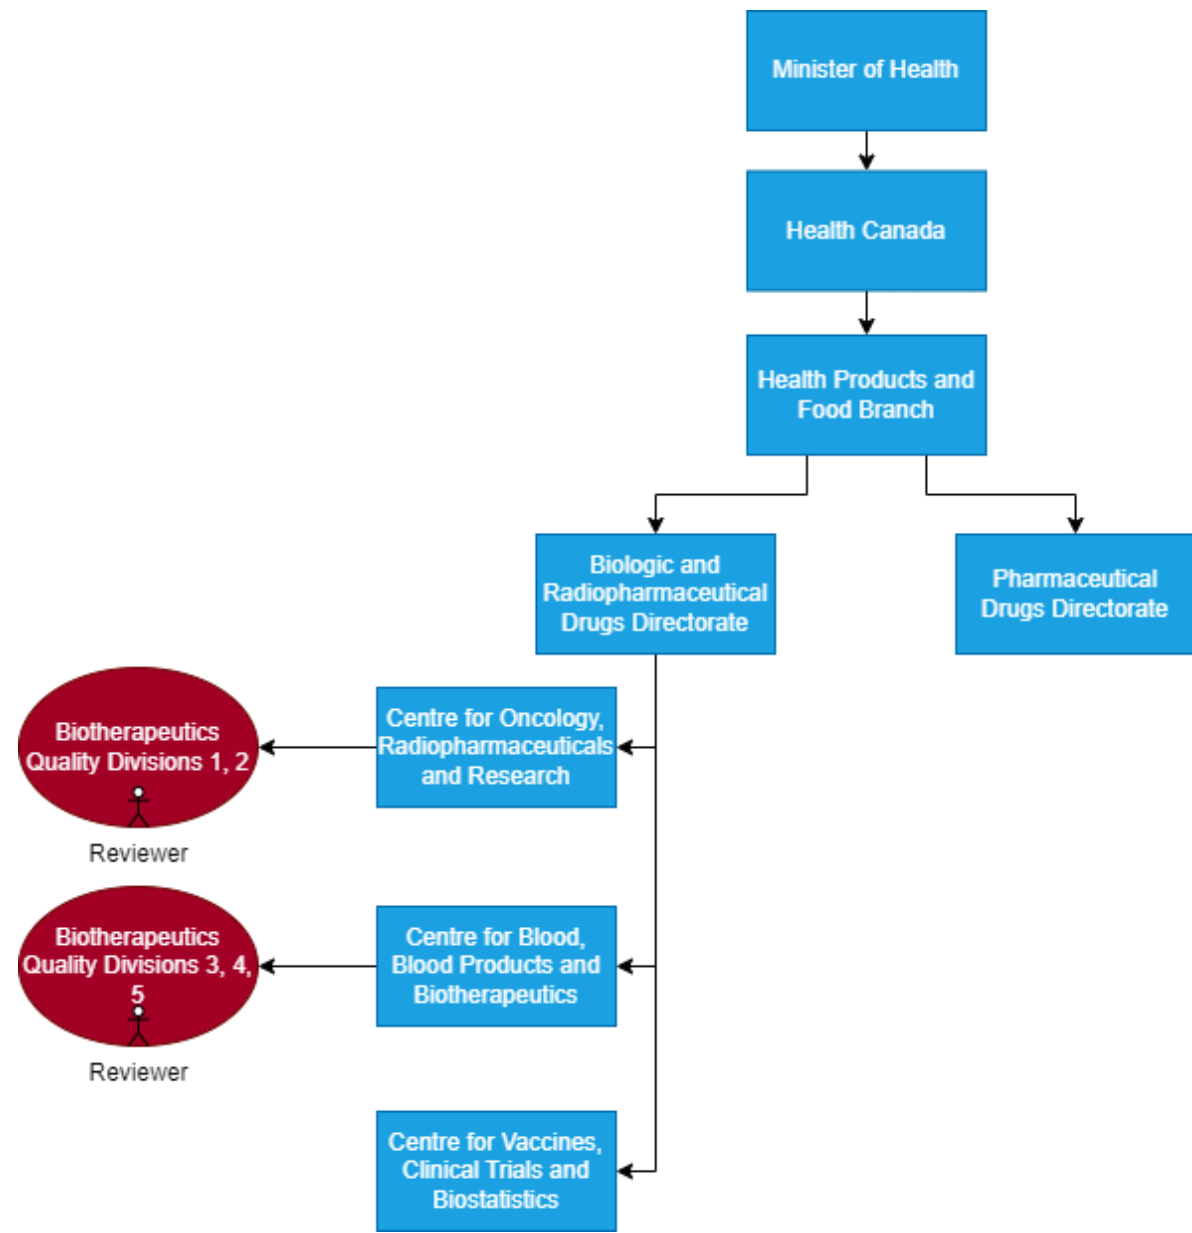 Minister of Health
Health Canada
Health Products and
Food Branch
Biologic and
Radiopharmaceutical
Drugs Directorate
Pharmaceutical
Drugs Directorate
Centre for Oncology,
Radiopharmaceuticals
and Research
Biotherapeutics
Quality Divisions 1, 2
Reviewer
Centre for Blood,
Blood Products and
Biotherapeutics
Biotherapeutics
Quality Divisions 3, 4,
5
Reviewer
Centre for Vaccines,
Clinical Trials and
Biostatistics